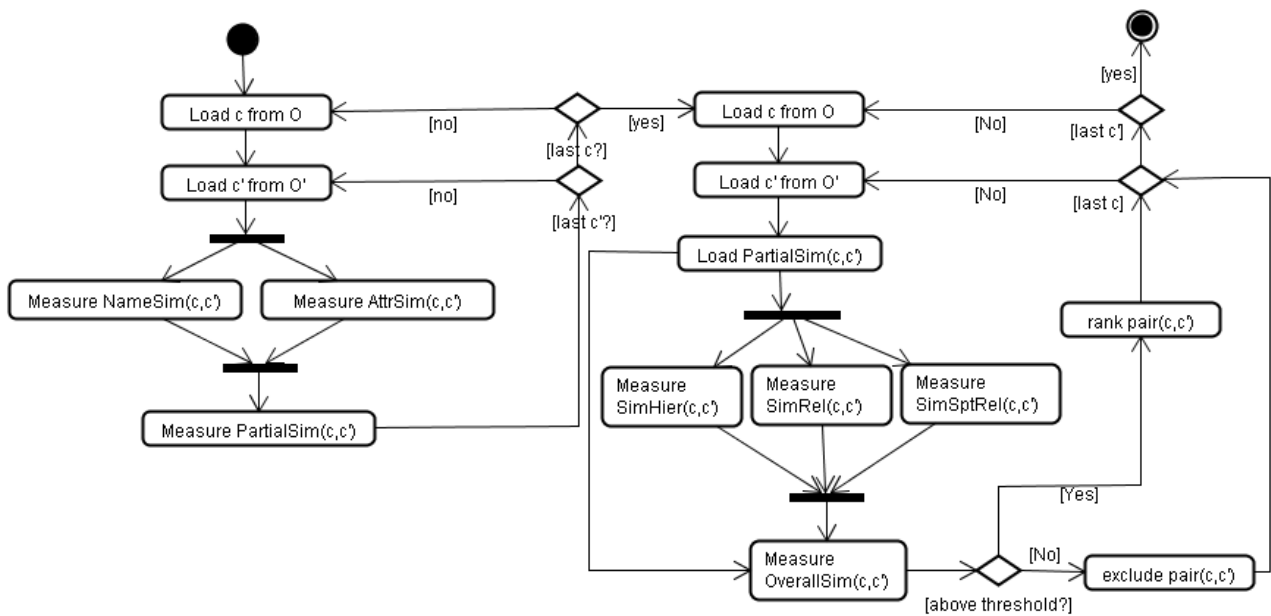 [yes]
Load c from O
[no]
[yes]
Load c from O
[No]
[last c']
[last c?]
Load c' from O'
[no]
[last c'?]
Load c' from O'
[No]
[last c]
Load PartialSim(c,c')
Measure NameSim(c,c')
Measure AttrSim(c,c')
rank pair(c,c')
Measure
SimHier(c,c')
Measure
SimRel(c,c')
Measure
SimSptRel(c,c')
Measure PartialSim(c,c')
[Yes]
Measure
OverallSim(c,c')
[No]
exclude pair(c,c')
[above threshold?]